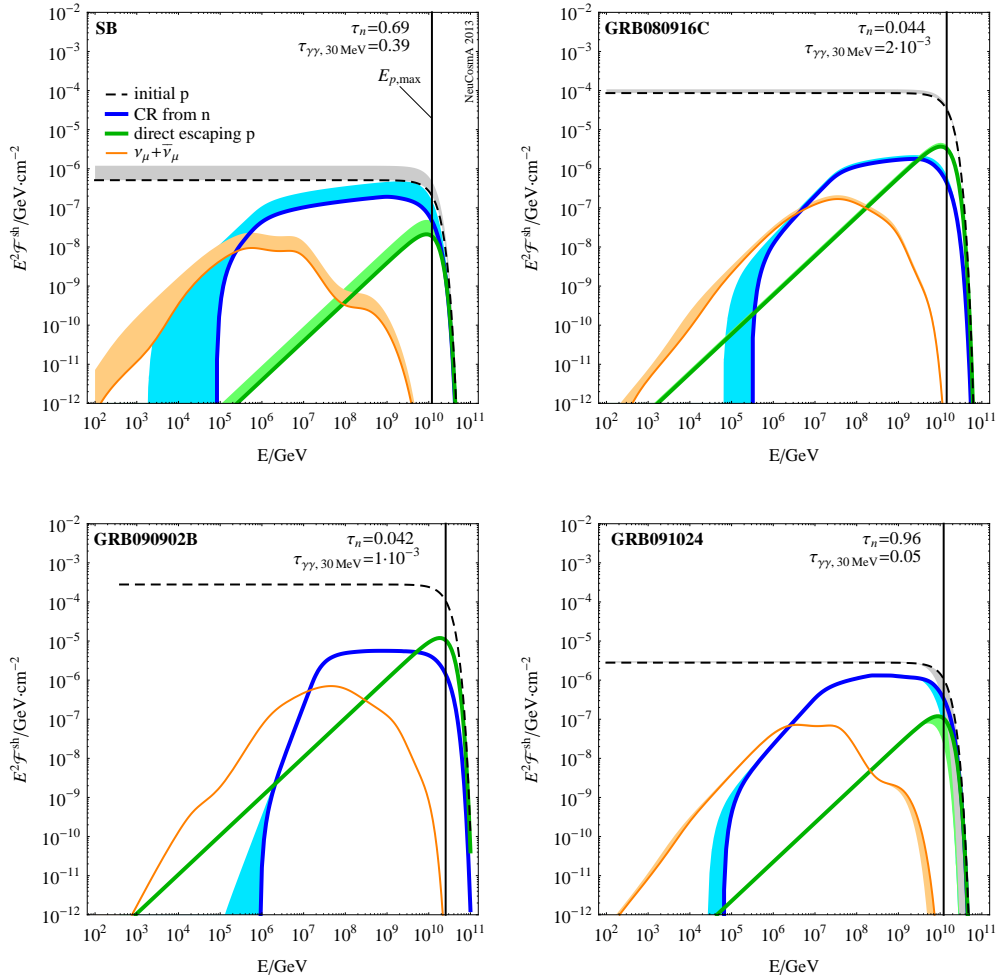 SB
τₙ=0.69
τγγ, 30 MeV=0.39
NeuCosmA 2013
Eₚ,max
initial p
CR from n
direct escaping p
νμ+ν̄μ
10⁻² 10⁻³ 10⁻⁴ 10⁻⁵ 10⁻⁶ 10⁻⁷ 10⁻⁸ 10⁻⁹ 10⁻¹⁰ 10⁻¹¹ 10⁻¹²
E²ℱˢʰ/GeV·cm⁻²
10² 10³ 10⁴ 10⁵ 10⁶ 10⁷ 10⁸ 10⁹ 10¹⁰ 10¹¹
E/GeV
GRB080916C
τₙ=0.044
τγγ, 30 MeV=2·10⁻³
10⁻² 10⁻³ 10⁻⁴ 10⁻⁵ 10⁻⁶ 10⁻⁷ 10⁻⁸ 10⁻⁹ 10⁻¹⁰ 10⁻¹¹ 10⁻¹²
E²ℱˢʰ/GeV·cm⁻²
10² 10³ 10⁴ 10⁵ 10⁶ 10⁷ 10⁸ 10⁹ 10¹⁰ 10¹¹
E/GeV
GRB090902B
τₙ=0.042
τγγ, 30 MeV=1·10⁻³
10⁻² 10⁻³ 10⁻⁴ 10⁻⁵ 10⁻⁶ 10⁻⁷ 10⁻⁸ 10⁻⁹ 10⁻¹⁰ 10⁻¹¹ 10⁻¹²
E²ℱˢʰ/GeV·cm⁻²
10² 10³ 10⁴ 10⁵ 10⁶ 10⁷ 10⁸ 10⁹ 10¹⁰ 10¹¹
E/GeV
GRB091024
τₙ=0.96
τγγ, 30 MeV=0.05
10⁻² 10⁻³ 10⁻⁴ 10⁻⁵ 10⁻⁶ 10⁻⁷ 10⁻⁸ 10⁻⁹ 10⁻¹⁰ 10⁻¹¹ 10⁻¹²
E²ℱˢʰ/GeV·cm⁻²
10² 10³ 10⁴ 10⁵ 10⁶ 10⁷ 10⁸ 10⁹ 10¹⁰ 10¹¹
E/GeV